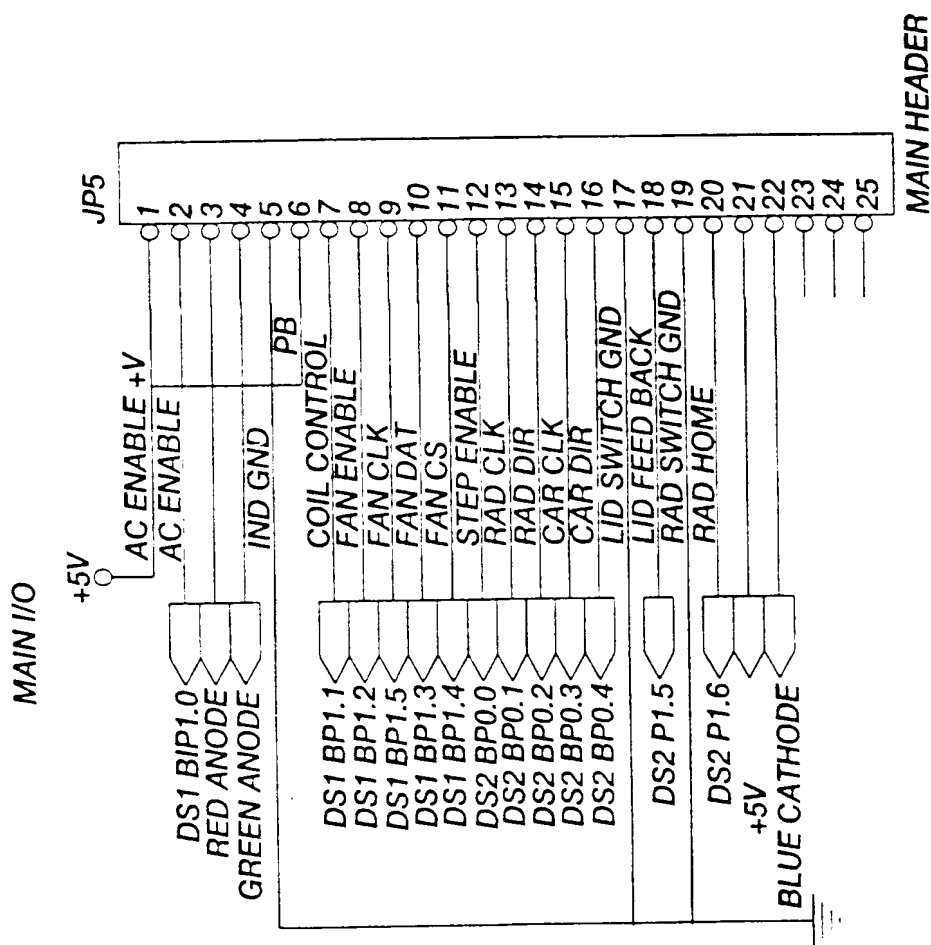 MAIN I/O
+5V
JP5
AC ENABLE +V
AC ENABLE
IND GND
PB
COIL CONTROL
FAN ENABLE
FAN CLK
FAN DAT
FAN CS
STEP ENABLE
RAD CLK
RAD DIR
CAR CLK
CAR DIR
LID SWITCH GND
LID FEED BACK
RAD SWITCH GND
RAD HOME
1
2
3
4
5
6
7
8
9
10
11
12
13
14
15
16
17
18
19
20
21
22
23
24
25
DS1 BIP1.0
RED ANODE
GREEN ANODE
DS1 BP1.1
DS1 BP1.2
DS1 BP1.5
DS1 BP1.3
DS1 BP1.4
DS2 BP0.0
DS2 BP0.1
DS2 BP0.2
DS2 BP0.3
DS2 BP0.4
DS2 P1.5
DS2 P1.6
+5V
BLUE CATHODE
MAIN HEADER